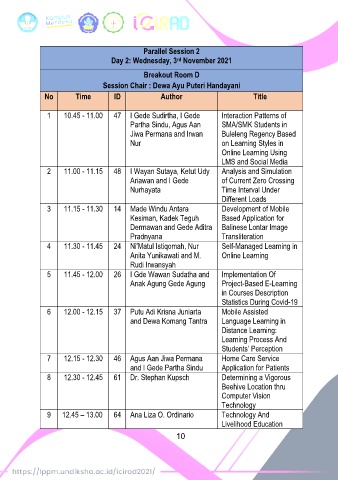 iCiRAD
Parallel Session 2
Day 2: Wednesday, 3rd November 2021
Breakout Room D
Session Chair : Dewa Ayu Puteri Handayani
No Time ID Author Title
1 10.45 - 11.00 47 I Gede Sudirtha, I Gede Interaction Patterns of
Partha Sindu, Agus Aan SMA/SMK Students in
Jiwa Permana and Irwan Buleleng Regency Based
Nur on Learning Styles in
Online Learning Using
LMS and Social Media
2 11.00 - 11.15 48 I Wayan Sutaya, Ketut Udy Analysis and Simulation
Ariawan and I Gede of Current Zero Crossing
Nurhayata Time Interval Under
Different Loads
3 11.15 - 11.30 14 Made Windu Antara Development of Mobile
Kesiman, Kadek Teguh Based Application for
Dermawan and Gede Aditra Balinese Lontar Image
Pradnyana Transliteration
4 11.30 - 11.45 24 Ni'Matul Istiqomah, Nur Self-Managed Learning in
Anita Yunikawati and M. Online Learning
Rudi Irwansyah
5 11.45 - 12.00 26 I Gde Wawan Sudatha and Implementation Of
Anak Agung Gede Agung Project-Based E-Learning
in Courses Description
Statistics During Covid-19
6 12.00 - 12.15 37 Putu Adi Krisna Juniarta Mobile Assisted
and Dewa Komang Tantra Language Learning in
Distance Learning:
Learning Process And
Students' Perception
7 12.15 - 12.30 46 Agus Aan Jiwa Permana Home Care Service
and I Gede Partha Sindu Application for Patients
8 12.30 - 12.45 61 Dr. Stephan Kupsch Determining a Vigorous
Beehive Location thru
Computer Vision
Technology
9 12.45 – 13.00 64 Ana Liza O. Ordinario Technology And
Livelihood Education
10
https://lppm.undiksha.ac.id/icirad2021/